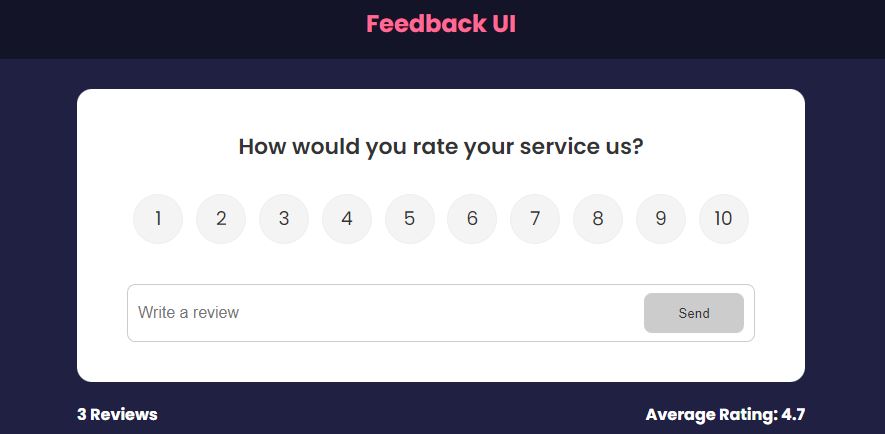 Feedback UI
How would you rate your service us?
1 2 3 4 5 6 7 8 9 10
Write a review Send
3 Reviews Average Rating: 4.7